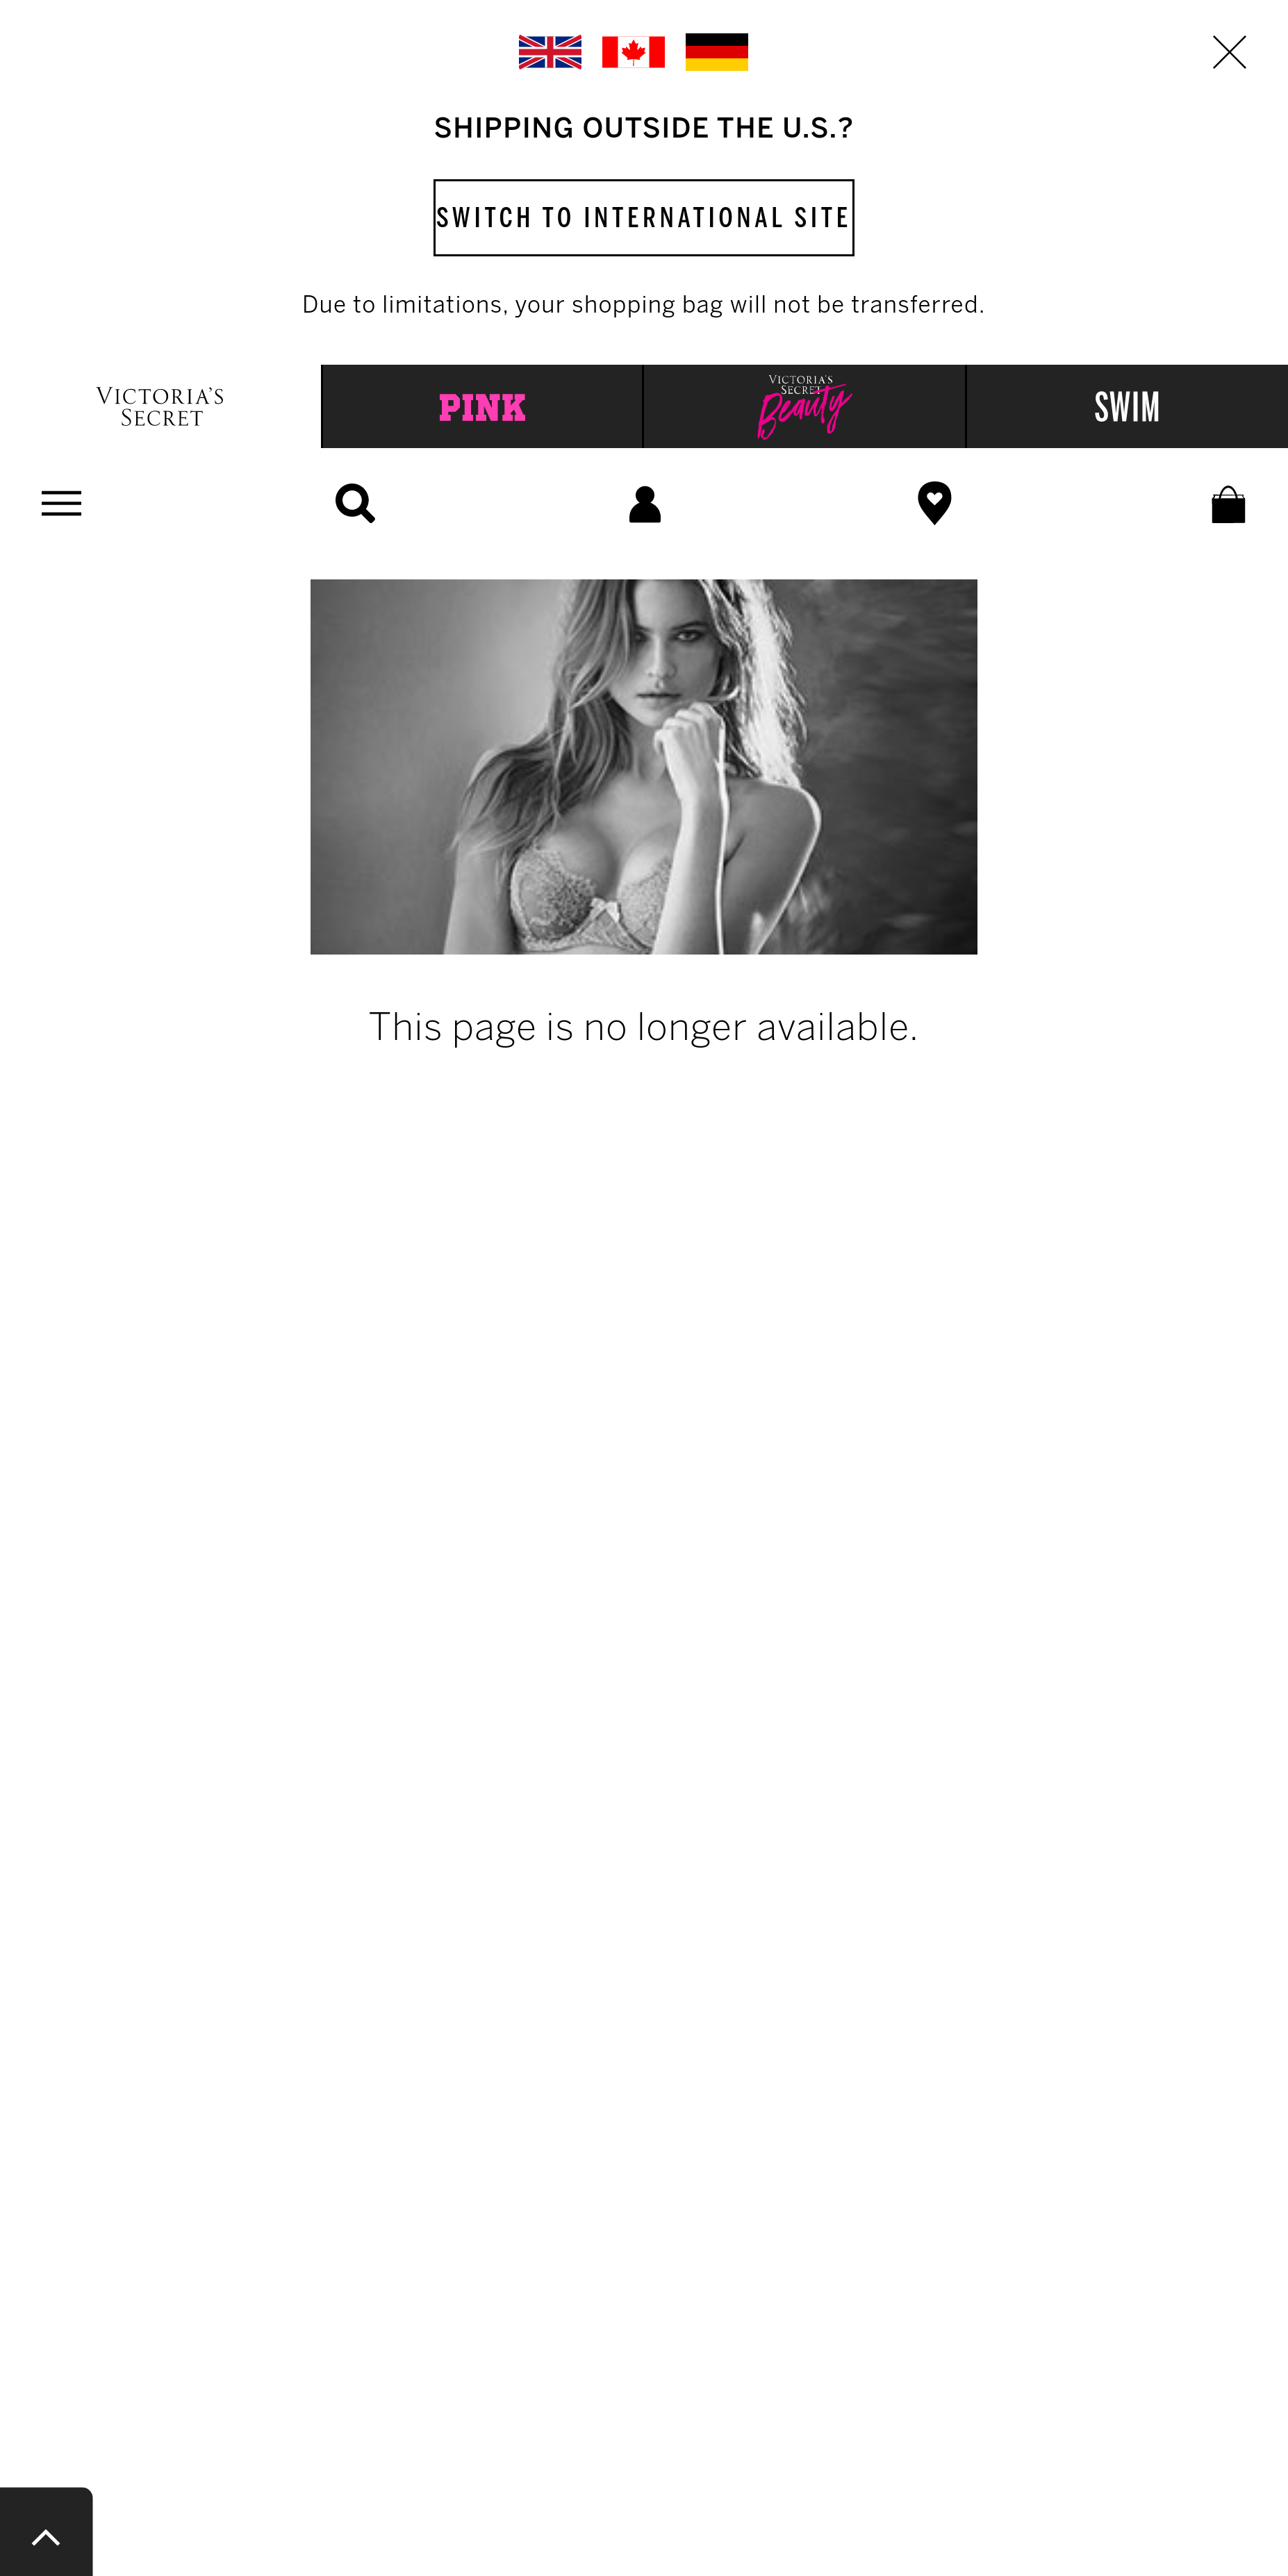 SHIPPING OUTSIDE THE U.S.?
SWITCH TO INTERNATIONAL SITE
Due to limitations, your shopping bag will not be transferred.
VICTORIA'S
SECRET
PINK
VICTORIA'S
SECRET
Beauty
SWIM
This page is no longer available.